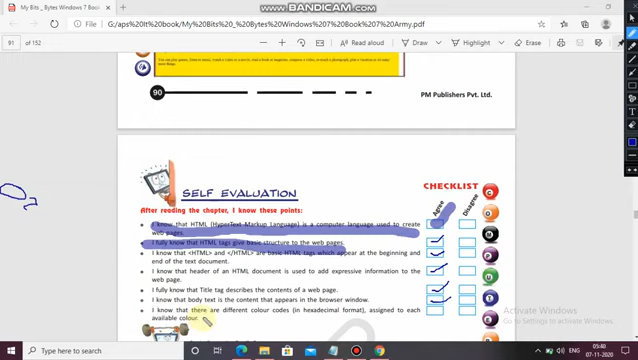 www.BANDICAM.com
My Bits _ Bytes Windows 7 Book
G:/aps%20It%20book/My%20Bits%20_%20Bytes%20Windows%207%20Book%207%20Army.pdf
91 of 152
Read aloud
Draw
Highlight
Erase
90
PM Publishers Pvt. Ltd.
SELF EVALUATION
CHECKLIST
After reading the chapter, I know these points:
Agree
Disagree
I know that HTML (HyperText Markup Language) is a computer language used to create
web pages.
I fully know that HTML tags give basic structure to the web pages.
I know that <HTML> and </HTML> are basic HTML tags which appear at the beginning and
end of the text document.
I know that header of an HTML document is used to add expressive information to the
web page.
I fully know that Title tag describes the contents of a web page.
I know that body text is the content that appears in the browser window.
I know that there are different colour codes (in hexadecimal format), assigned to each
available colour.
C
O
M
P
U
T
E
Activate Windows
Go to Settings to activate Windows.
Type here to search
ENG
05:40
07-11-2020